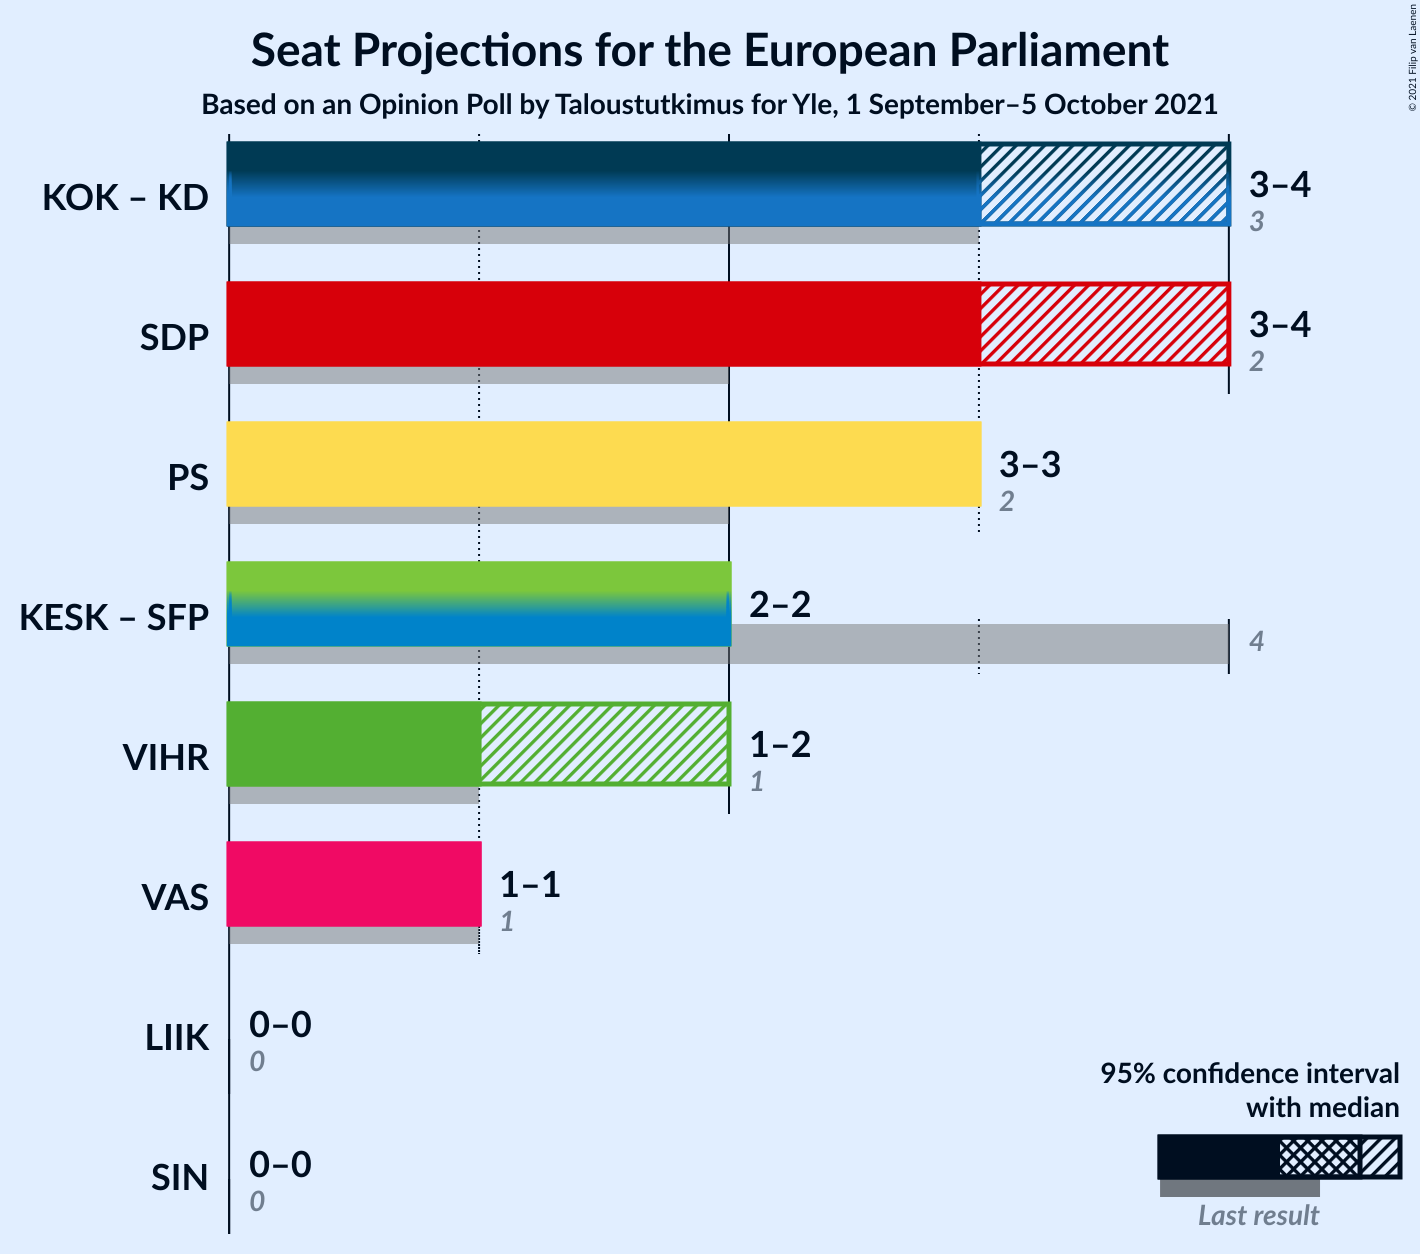 Seat Projections for the European Parliament
Based on an Opinion Poll by Taloustutkimus for Yle, 1 September–5 October 2021
© 2021 Filip van Laenen
KOK – KD
3–4
3
SDP
3–4
2
PS
3–3
2
KESK – SFP
2–2
4
VIHR
1–2
1
VAS
1–1
1
LIIK
0–0
0
SIN
0–0
0
95% confidence interval
with median
Last result